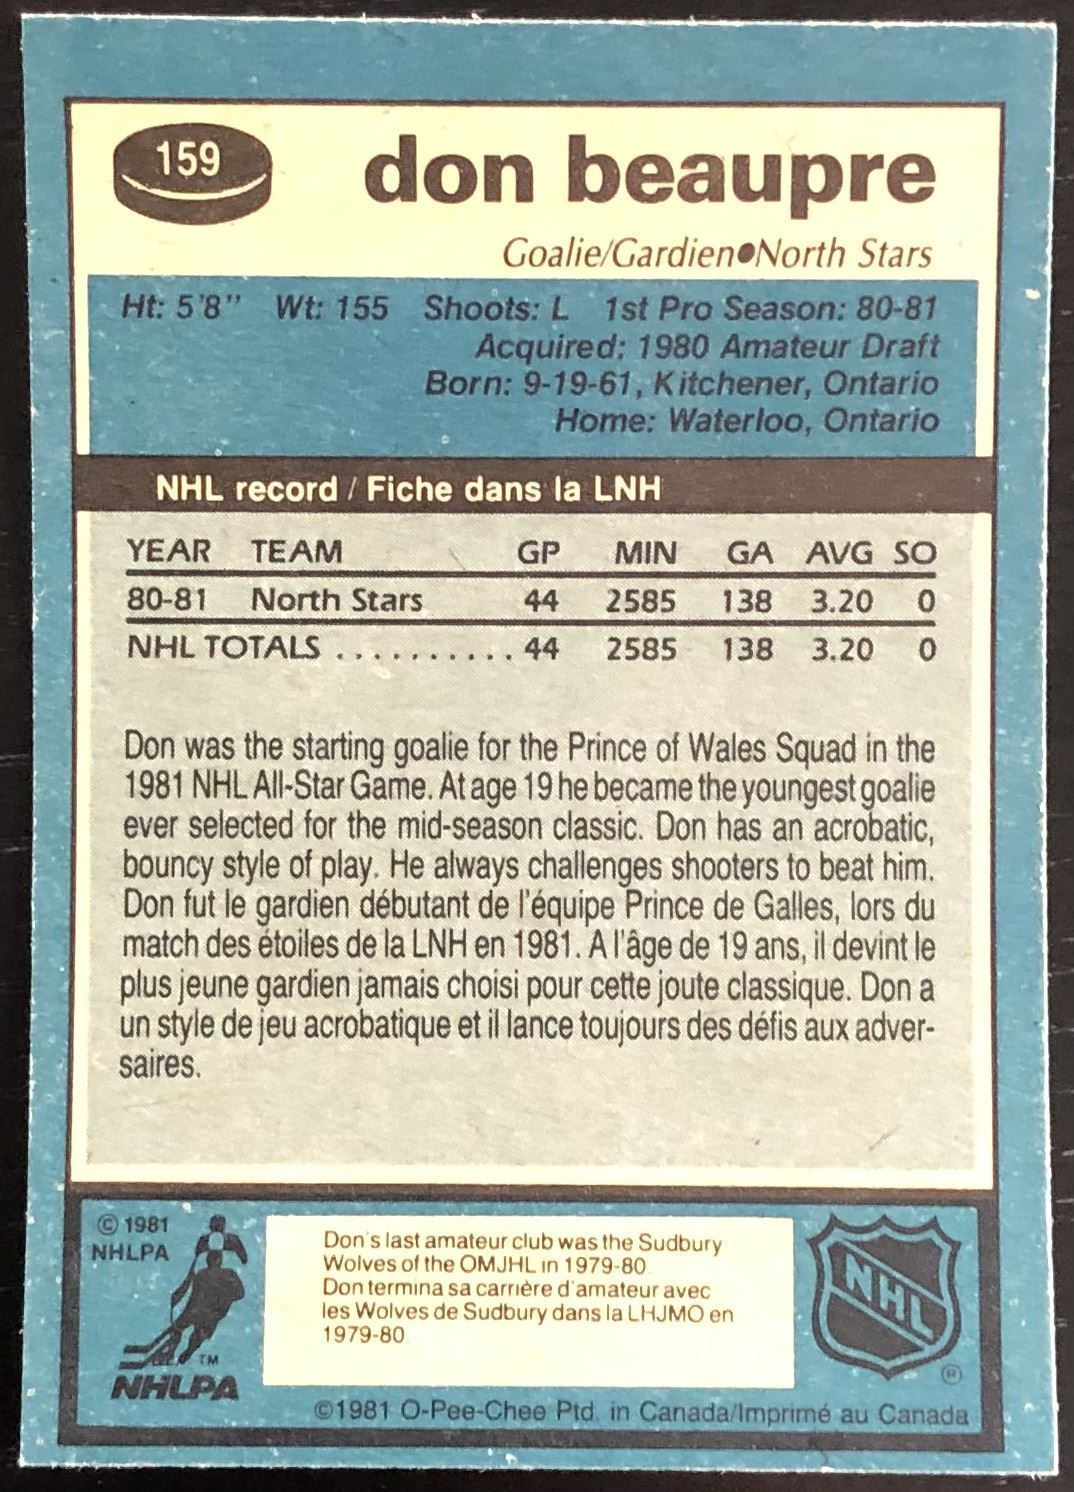 159
don beaupre
Goalie/Gardien●North Stars
Ht: 5'8" Wt: 155 Shoots: L 1st Pro Season: 80-81
Acquired: 1980 Amateur Draft
Born: 9-19-61, Kitchener, Ontario
Home: Waterloo, Ontario
NHL record / Fiche dans la LNH
YEAR TEAM GP MIN GA AVG SO
80-81 North Stars 44 2585 138 3.20 0
NHL TOTALS .......... 44 2585 138 3.20 0
Don was the starting goalie for the Prince of Wales Squad in the
1981 NHL All-Star Game. At age 19 he became the youngest goalie
ever selected for the mid-season classic. Don has an acrobatic,
bouncy style of play. He always challenges shooters to beat him.
Don fut le gardien débutant de l'équipe Prince de Galles, lors du
match des étoiles de la LNH en 1981. A l'âge de 19 ans, il devint le
plus jeune gardien jamais choisi pour cette joute classique. Don a
un style de jeu acrobatique et il lance toujours des défis aux adver-
saires.
© 1981
NHLPA
TM
NHLPA
Don's last amateur club was the Sudbury
Wolves of the OMJHL in 1979-80.
Don termina sa carrière d'amateur avec
les Wolves de Sudbury dans la LHJMO en
1979-80.
NHL
®
©1981 O-Pee-Chee Ptd. in Canada/Imprimé au Canada